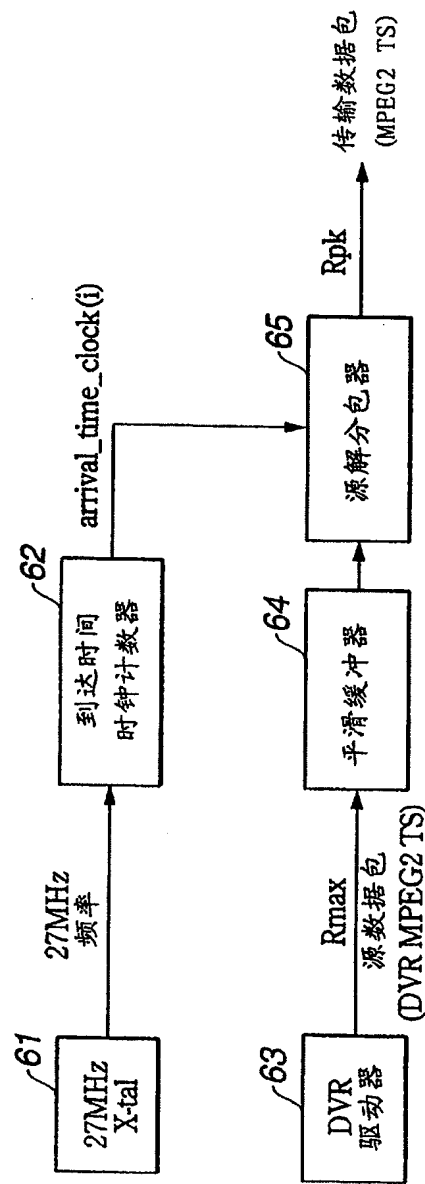 61
27MHz
X-tal
27MHz
频率
62
到达时间
时钟计数器
arrival_time_clock(i)
63
DVR
驱动器
Rmax
源数据包
(DVR MPEG2 TS)
64
平滑缓冲器
65
源解分包器
Rpk
传输数据包
(MPEG2 TS)